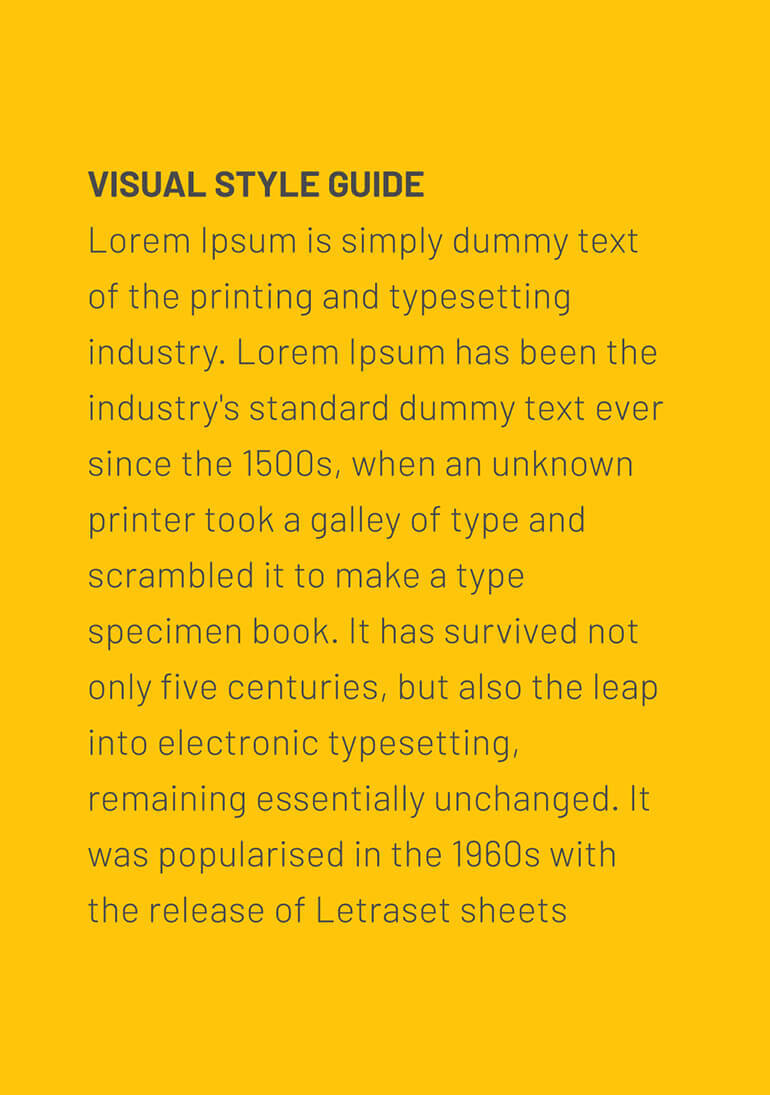 VISUAL STYLE GUIDE
Lorem Ipsum is simply dummy text
of the printing and typesetting
industry. Lorem Ipsum has been the
industry's standard dummy text ever
since the 1500s, when an unknown
printer took a galley of type and
scrambled it to make a type
specimen book. It has survived not
only five centuries, but also the leap
into electronic typesetting,
remaining essentially unchanged. It
was popularised in the 1960s with
the release of Letraset sheets